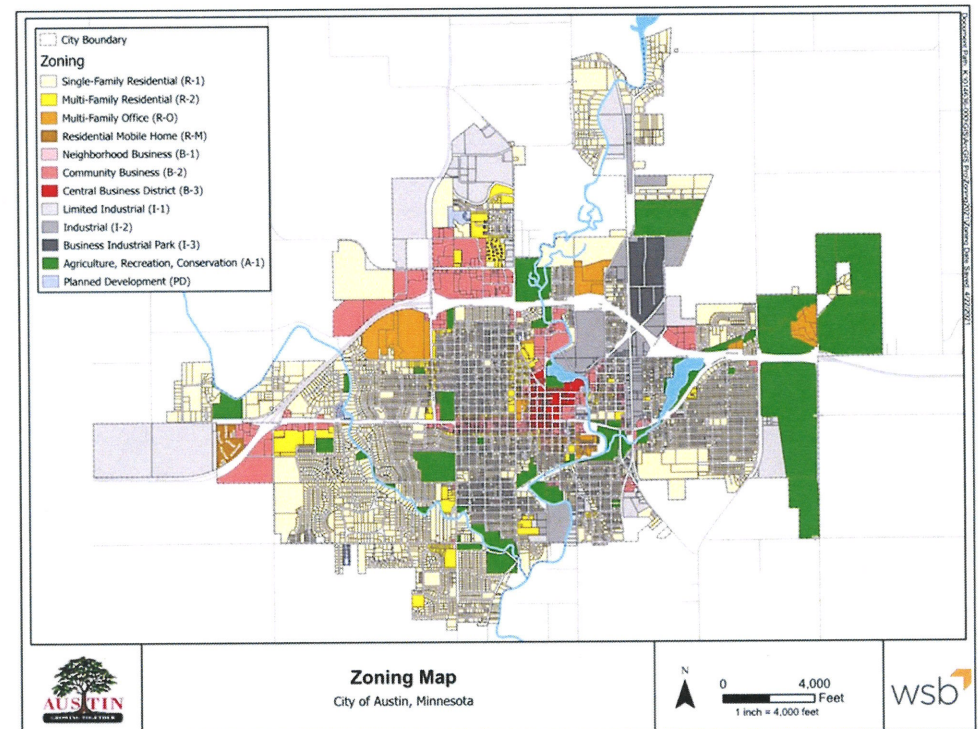 City Boundary
Zoning
Single-Family Residential (R-1)
Multi-Family Residential (R-2)
Multi-Family Office (R-O)
Residential Mobile Home (R-M)
Neighborhood Business (B-1)
Community Business (B-2)
Central Business District (B-3)
Limited Industrial (I-1)
Industrial (I-2)
Business Industrial Park (I-3)
Agriculture, Recreation, Conservation (A-1)
Planned Development (PD)
AUSTIN
GROWING TOGETHER
Zoning Map
City of Austin, Minnesota
N
0 4,000
Feet
1 inch = 4,000 feet
wsb